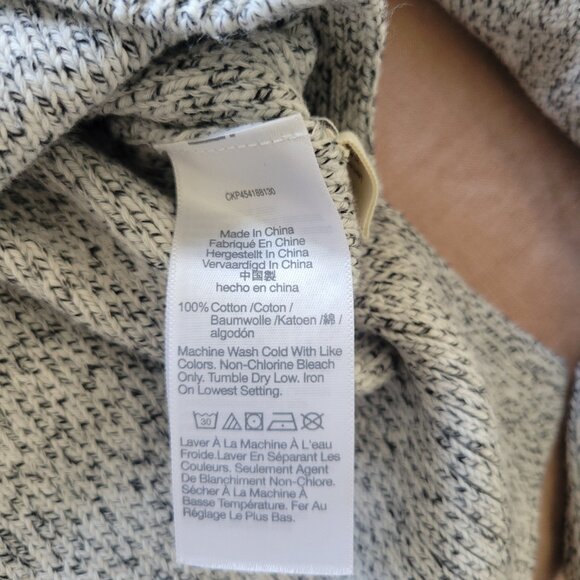 CKP4541BB130
Made In China
Fabriqué En Chine
Hergestellt In China
Vervaardigd In China
中国製
hecho en china
100% Cotton /Coton /
Baumwolle /Katoen /綿/
algodón
Machine Wash Cold With Like
Colors. Non-Chlorine Bleach
Only. Tumble Dry Low. Iron
On Lowest Setting.
30
Laver À La Machine À L'eau
Froide.Laver En Séparant Les
Couleurs. Seulement Agent
De Blanchiment Non-Chlore.
Sécher À La Machine À
Basse Température. Fer Au
Réglage Le Plus Bas.